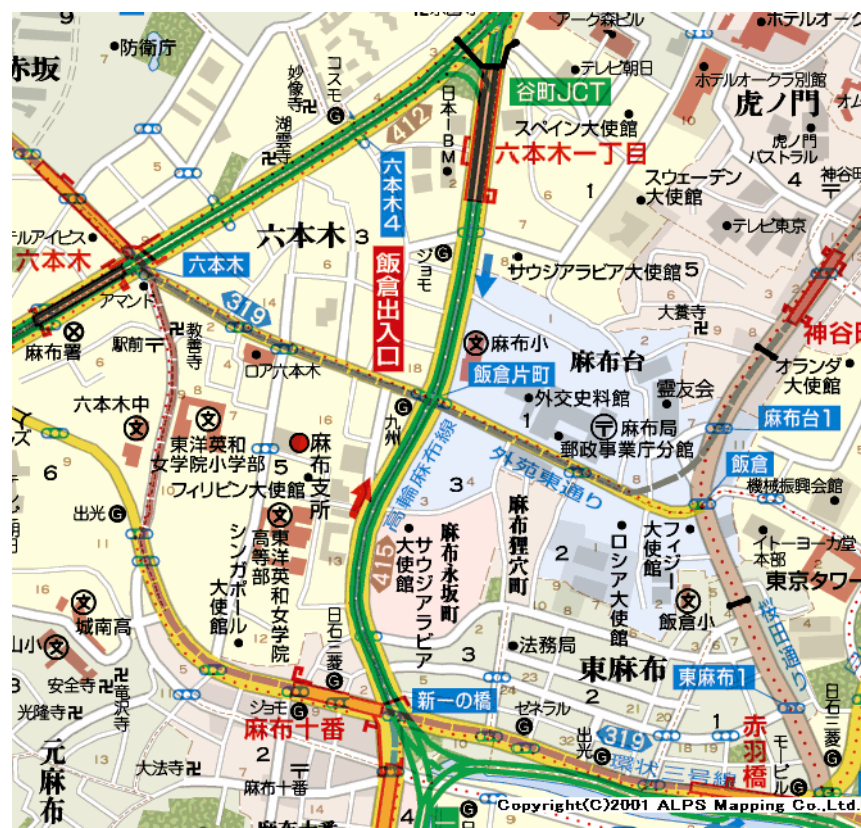 9
防衛庁
赤坂
妙像寺
コスモ
湖雲寺
412
日本IBM
谷町JCT
アーク森ビル
テレビ朝日
ホテルオークラ別館
虎ノ門
スペイン大使館
六本木一丁目
虎ノ門
パストラル
スウェーデン
大使館
1
4
神谷町
テレビ東京
六本木4
六本木 3
六本木
六本木
アマンド
319
飯倉出入口
ジョモ
サウジアラビア大使館
5
大養寺
麻布署
駅前
教善寺
ロア六本木
麻布小
麻布台
飯倉片町
外交史料館
霊友会
オランダ
大使館
六本木中
東洋英和
女学院小学部
九州
1
麻布局
郵政事業庁分館
麻布台1
6
5
麻布支所
フィリピン大使館
高輪麻布線
外苑東通り
飯倉
機械振興会館
3
出光
シンガポール
大使館
東洋英和女学院
高等部
415
サウジアラビア
大使館
麻布永坂町
麻布狸穴町
2
ロシア大使館
フィジー
大使館
イトーヨーカ堂
本部
東京タワー
城南高
日石三菱
法務局
飯倉小
桜田通り
3
東麻布
安全寺
光隆寺
竜沢寺
新一の橋
東麻布1
2
ジョモ
麻布十番
ゼネラル
1
赤羽橋
日石三菱
元麻布
大法寺
2
麻布十番
出光
319
環状三号線
モービル
Copyright(C)2001 ALPS Mapping Co.,Ltd.